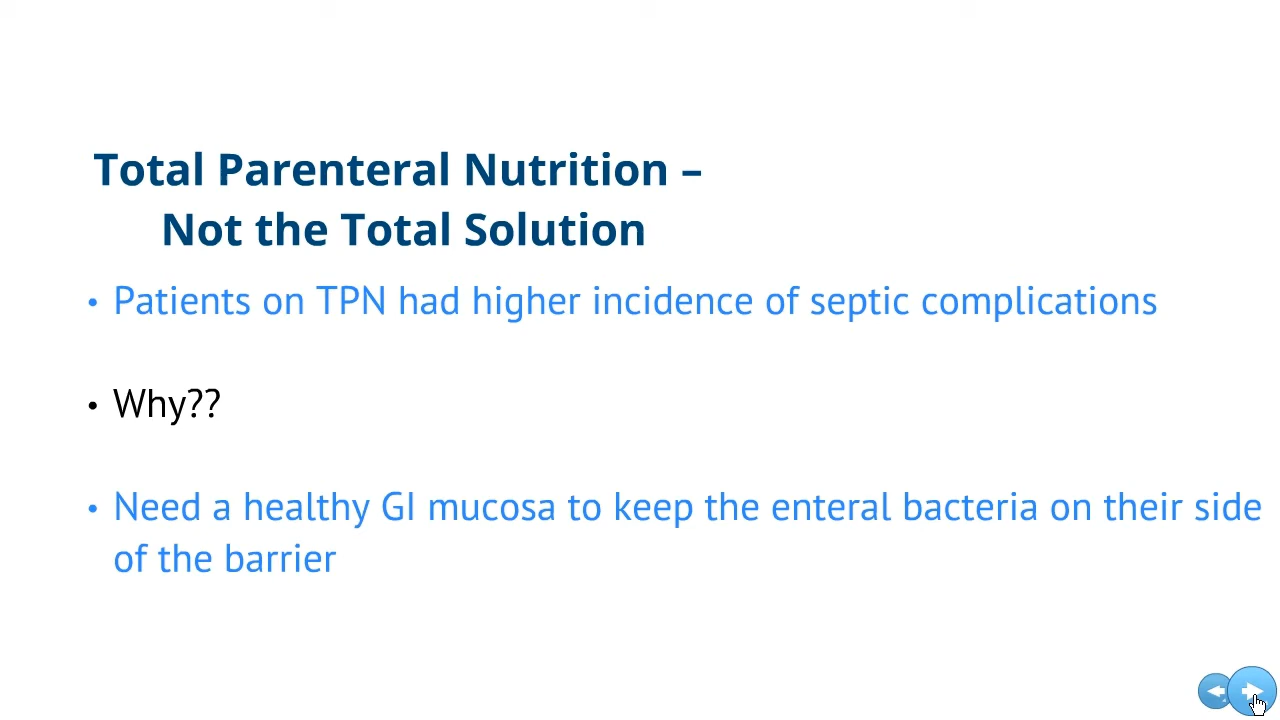 Total Parenteral Nutrition –
Not the Total Solution
• Patients on TPN had higher incidence of septic complications
• Why??
• Need a healthy GI mucosa to keep the enteral bacteria on their side
of the barrier